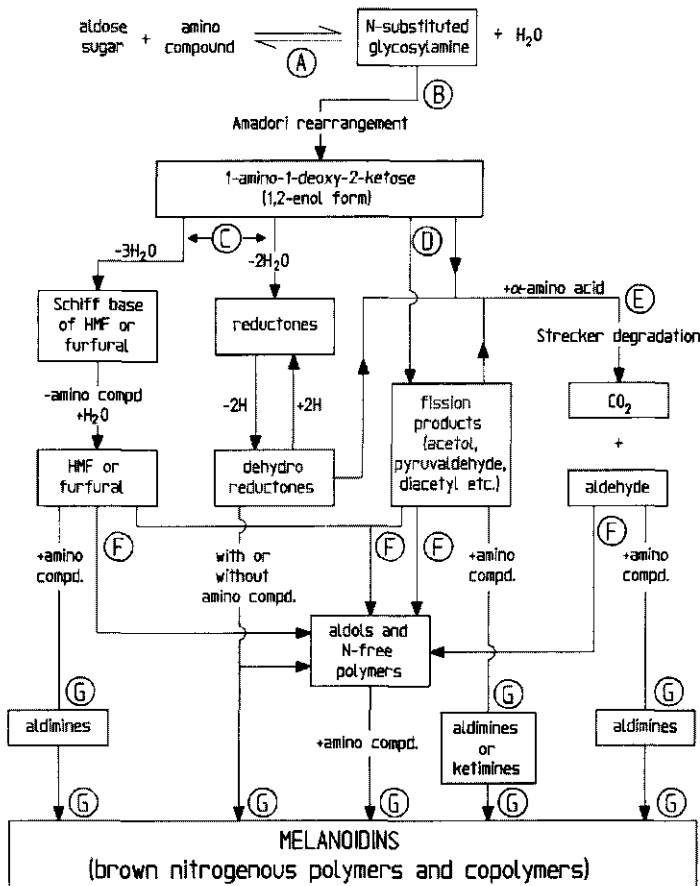 aldose sugar + amino compound
N-substituted glycosylamine + H2O
A
B
Amadori rearrangement
1-amino-1-deoxy-2-ketose
(1,2-enol form)
-3H2O
C
-2H2O
D
+α-amino acid
E
Strecker degradation
Schiff base
of HMF or
furfural
reductones
-amino compd
+H2O
-2H
+2H
fission
products
(acetol,
pyruvaldehyde,
diacetyl etc.)
CO2
+
aldehyde
HMF or
furfural
dehydro
reductones
+amino
compd.
F
with or
without
amino compd.
F
F
+amino
compd.
F
+amino
compd.
aldols and
N-free
polymers
G
aldimines
+amino compd.
G
aldimines
or
ketimines
G
aldimines
G
G
G
G
G
MELANOIDINS
(brown nitrogenous polymers and copolymers)